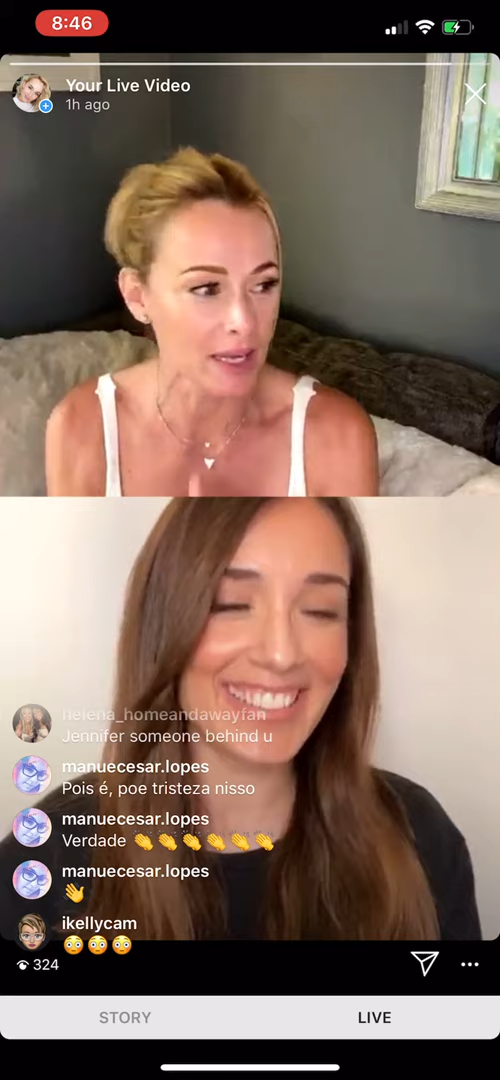 8:46
Your Live Video
1h ago
helena_homeandawayfan
Jennifer someone behind u
manuecesar.lopes
Pois é, poe tristeza nisso
manuecesar.lopes
Verdade 👏👏👏👏👏👏
manuecesar.lopes
👋
ikellycam
😳😳😳
324
STORY
LIVE